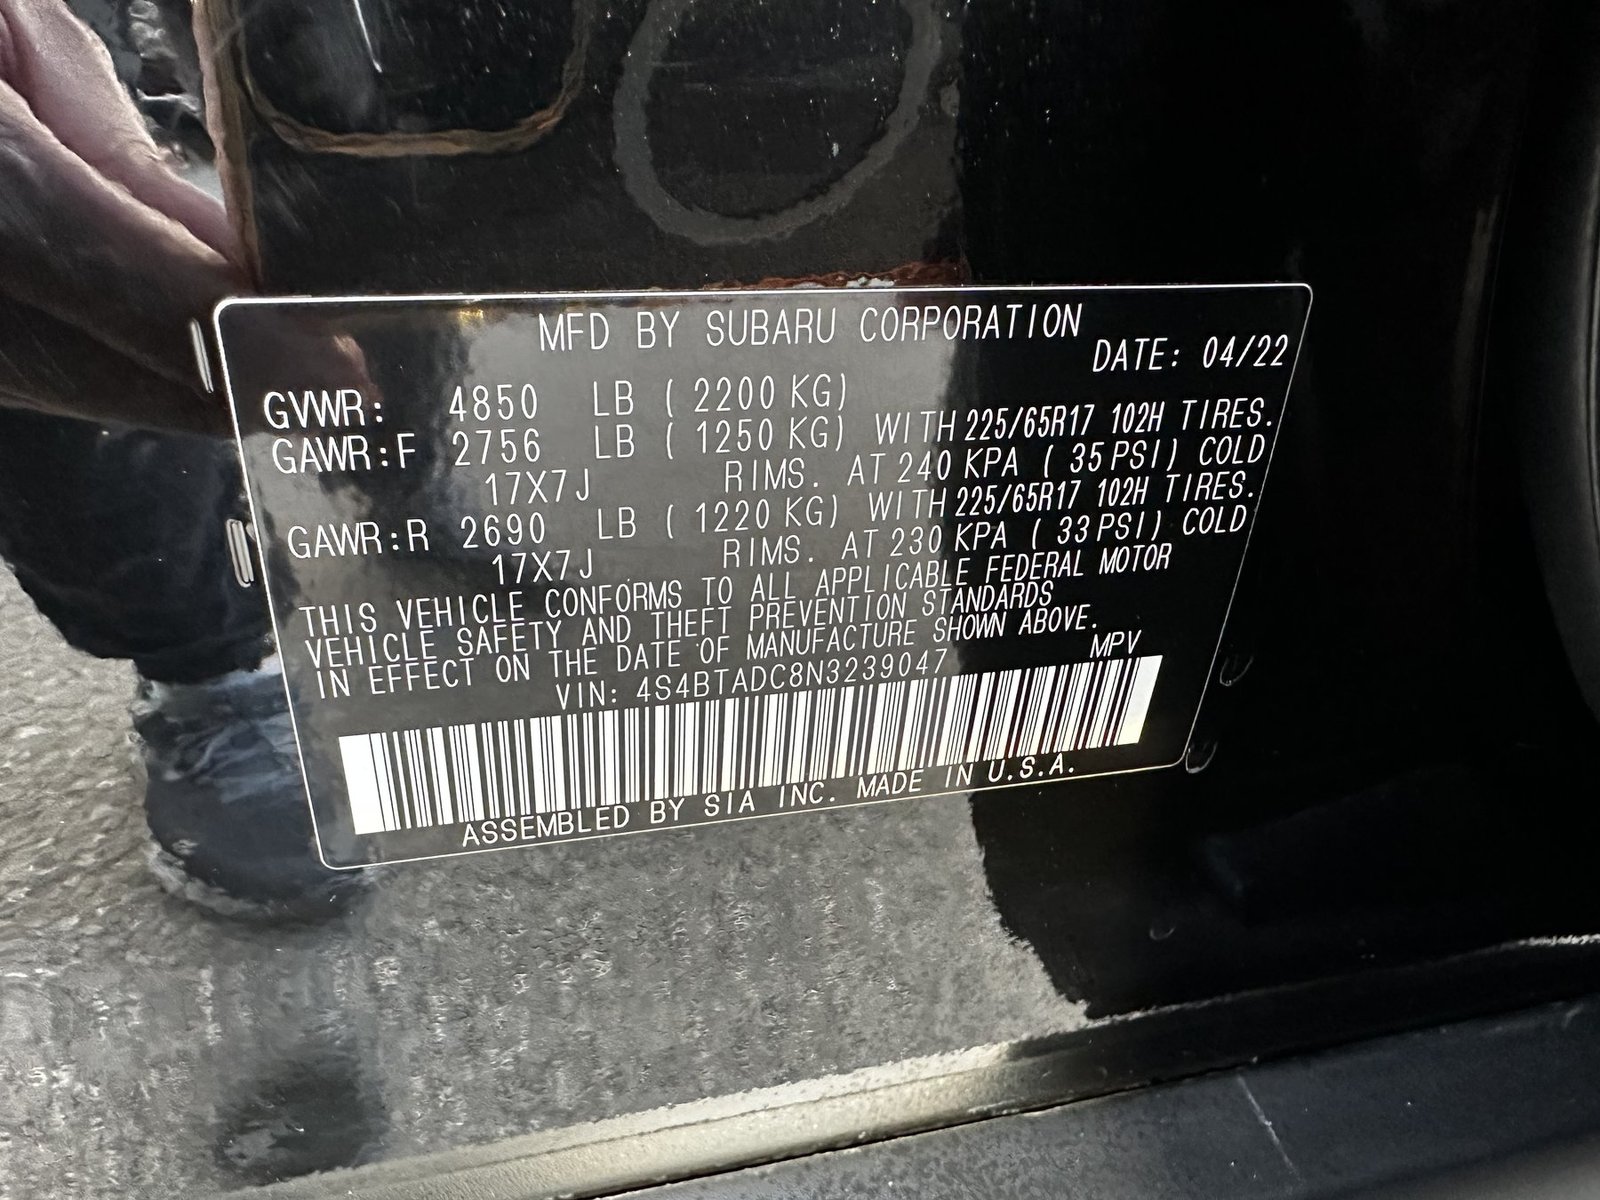 MFD BY SUBARU CORPORATION
DATE: 04/22
GVWR: 4850 LB ( 2200 KG)
GAWR:F 2756 LB ( 1250 KG) WITH 225/65R17 102H TIRES.
17X7J RIMS. AT 240 KPA ( 35 PSI) COLD
GAWR:R 2690 LB ( 1220 KG) WITH 225/65R17 102H TIRES.
17X7J RIMS. AT 230 KPA ( 33 PSI) COLD
THIS VEHICLE CONFORMS TO ALL APPLICABLE FEDERAL MOTOR
VEHICLE SAFETY AND THEFT PREVENTION STANDARDS
IN EFFECT ON THE DATE OF MANUFACTURE SHOWN ABOVE.
VIN: 4S4BTADC8N3239047 MPV
ASSEMBLED BY SIA INC. MADE IN U.S.A.